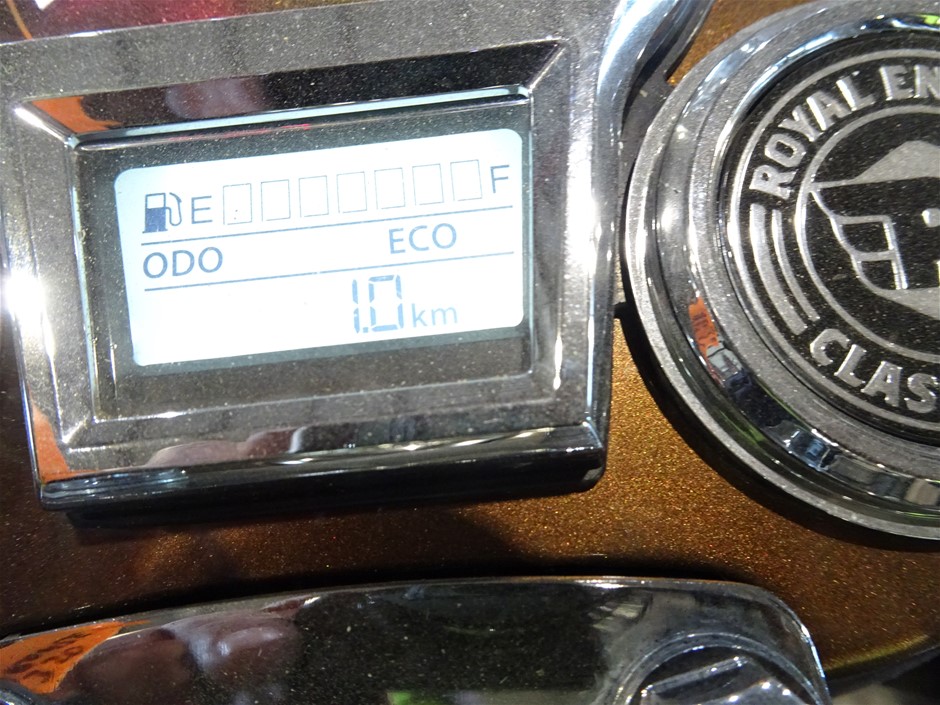 E F
ODO ECO
1.0 km
ROYAL EN
CLAS